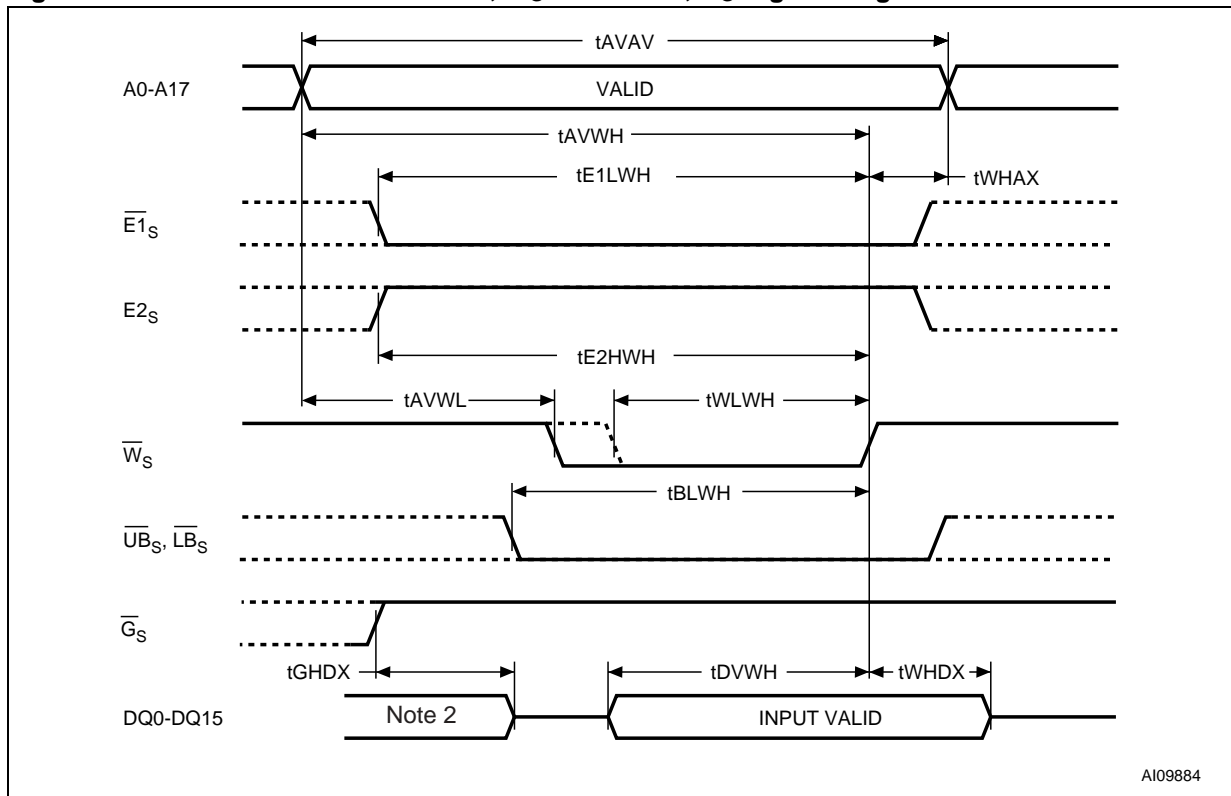 tAVAV
A0-A17
VALID
tAVWH
tE1LWH
tWHAX
E1S
E2S
tE2HWH
tAVWL
tWLWH
WS
tBLWH
UBS, LBS
GS
tGHDX
tDVWH
tWHDX
DQ0-DQ15
Note 2
INPUT VALID
AI09884